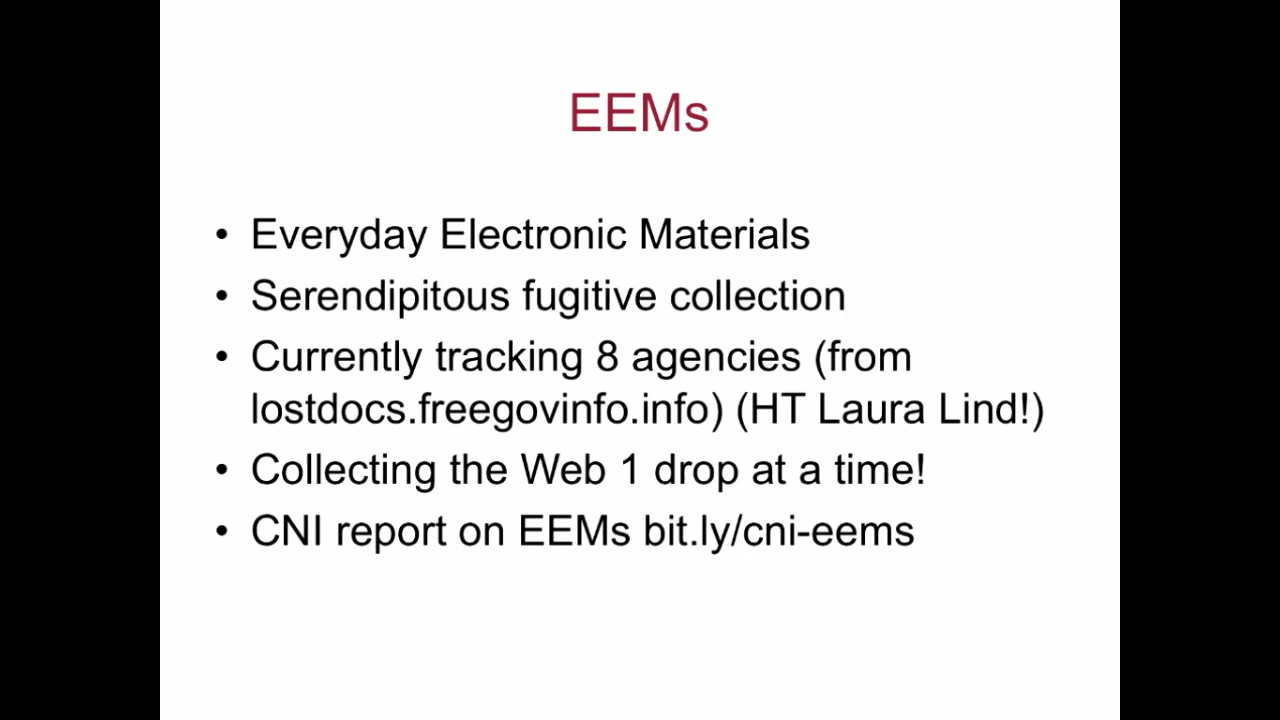 EEMs
• Everyday Electronic Materials
• Serendipitous fugitive collection
• Currently tracking 8 agencies (from
lostdocs.freegovinfo.info) (HT Laura Lind!)
• Collecting the Web 1 drop at a time!
• CNI report on EEMs bit.ly/cni-eems